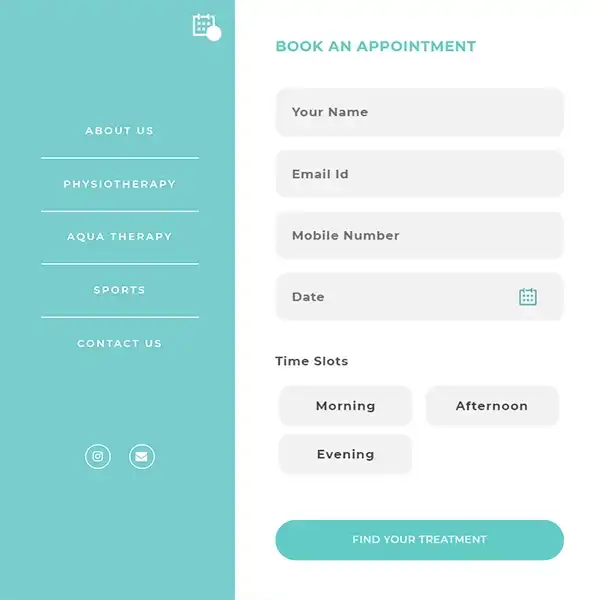 ABOUT US
PHYSIOTHERAPY
AQUA THERAPY
SPORTS
CONTACT US
BOOK AN APPOINTMENT
Your Name
Email Id
Mobile Number
Date
Time Slots
Morning
Afternoon
Evening
FIND YOUR TREATMENT